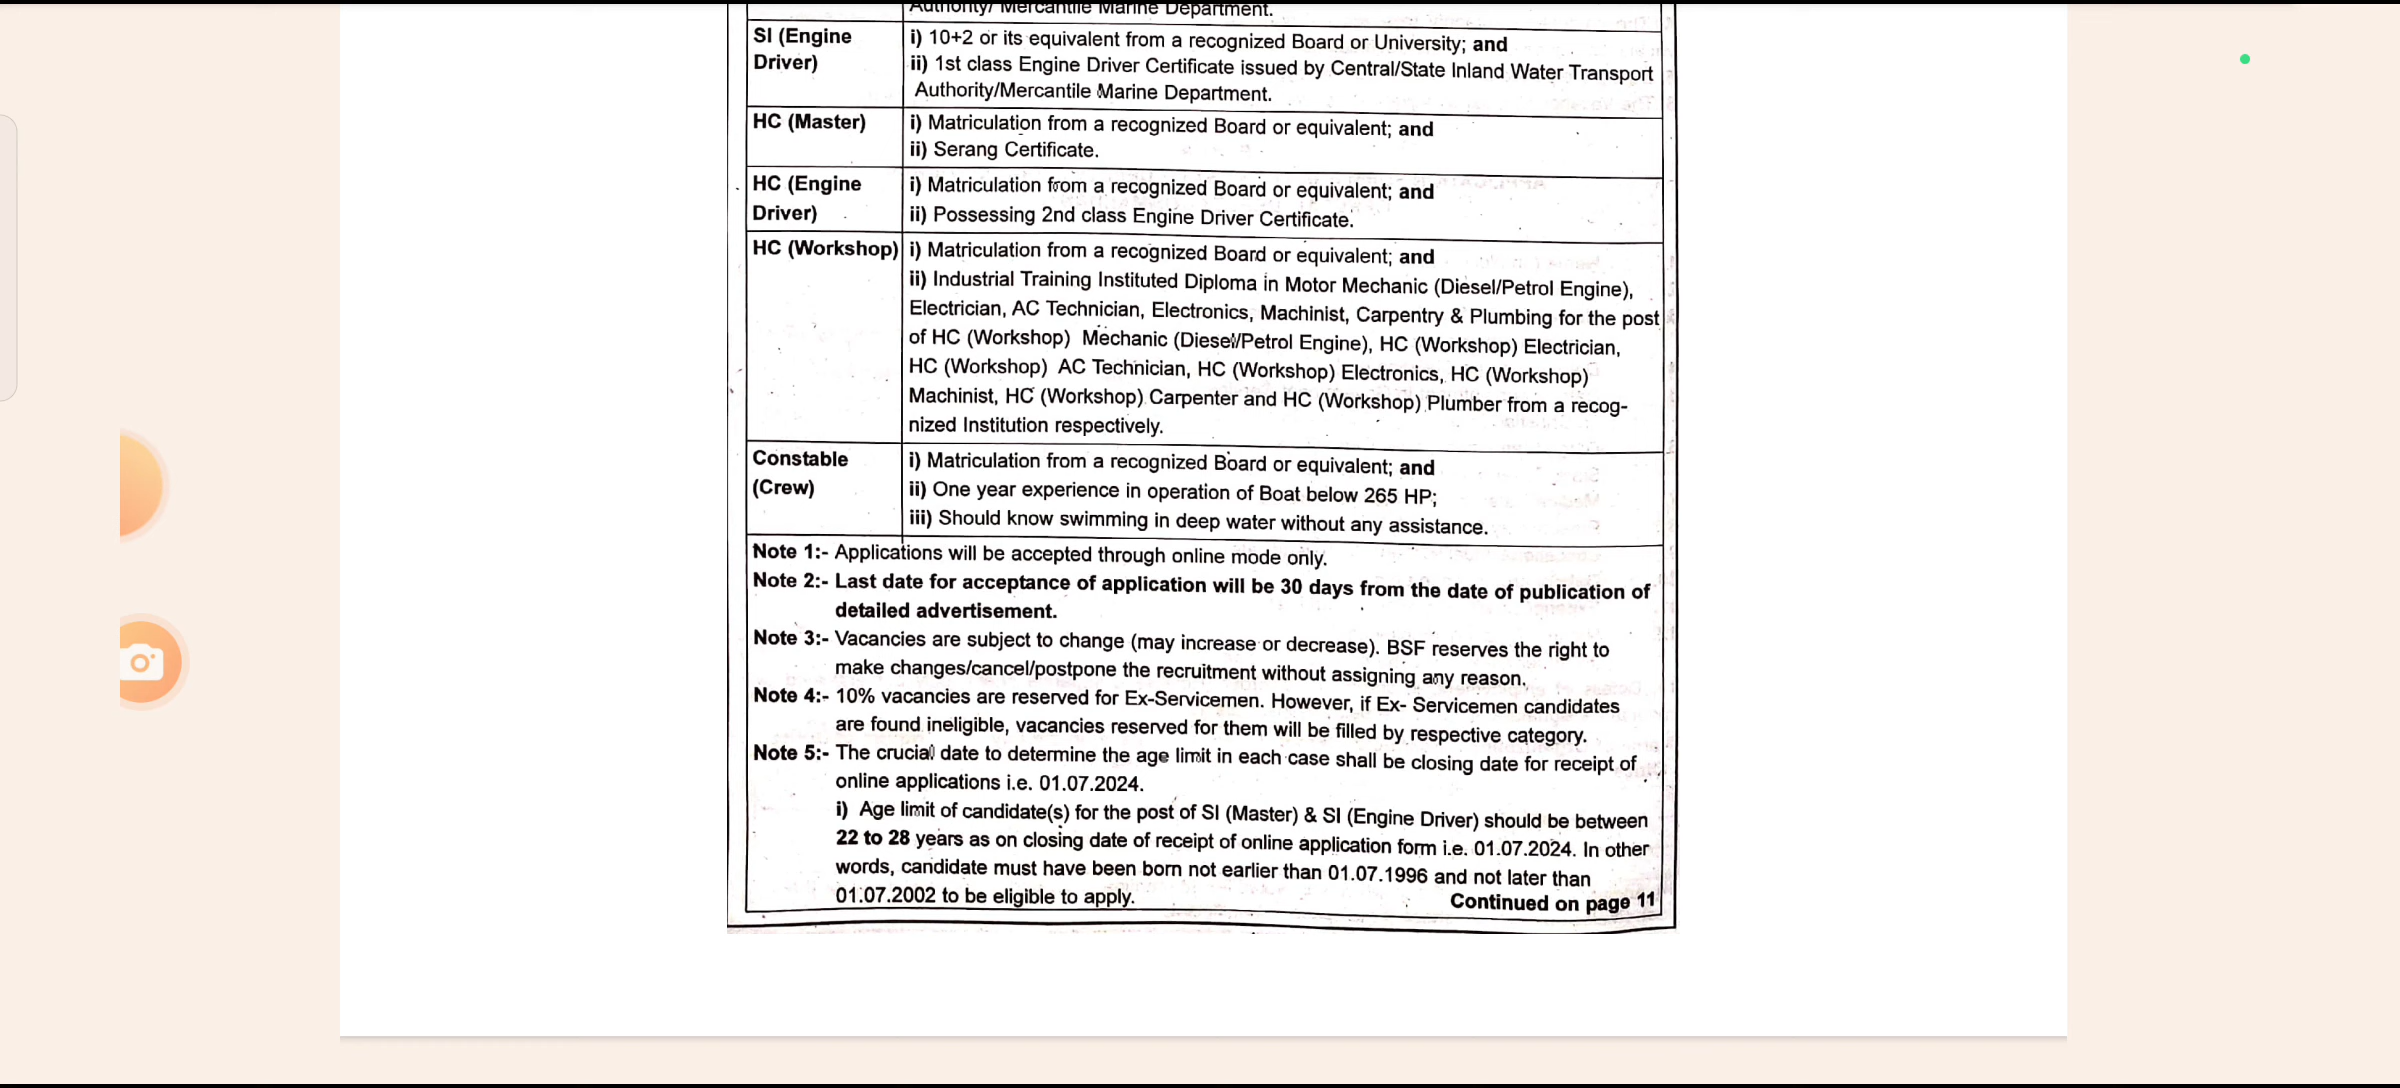 Authority/ Mercantile Marine Department.
SI (Engine Driver)
i) 10+2 or its equivalent from a recognized Board or University; and
ii) 1st class Engine Driver Certificate issued by Central/State Inland Water Transport
Authority/Mercantile Marine Department.
HC (Master)
i) Matriculation from a recognized Board or equivalent; and
ii) Serang Certificate.
HC (Engine
Driver)
i) Matriculation from a recognized Board or equivalent; and
ii) Possessing 2nd class Engine Driver Certificate.
HC (Workshop)
i) Matriculation from a recognized Board or equivalent; and
ii) Industrial Training Instituted Diploma in Motor Mechanic (Diesel/Petrol Engine),
Electrician, AC Technician, Electronics, Machinist, Carpentry & Plumbing for the post
of HC (Workshop) Mechanic (Diesel/Petrol Engine), HC (Workshop) Electrician,
HC (Workshop) AC Technician, HC (Workshop) Electronics, HC (Workshop)
Machinist, HC (Workshop) Carpenter and HC (Workshop) Plumber from a recog-
nized Institution respectively.
Constable
(Crew)
i) Matriculation from a recognized Board or equivalent; and
ii) One year experience in operation of Boat below 265 HP;
iii) Should know swimming in deep water without any assistance.
Note 1:- Applications will be accepted through online mode only.
Note 2:- Last date for acceptance of application will be 30 days from the date of publication of
detailed advertisement.
Note 3:- Vacancies are subject to change (may increase or decrease). BSF reserves the right to
make changes/cancel/postpone the recruitment without assigning any reason.
Note 4:- 10% vacancies are reserved for Ex-Servicemen. However, if Ex- Servicemen candidates
are found ineligible, vacancies reserved for them will be filled by respective category.
Note 5:- The crucial date to determine the age limit in each case shall be closing date for receipt of
online applications i.e. 01.07.2024.
i) Age limit of candidate(s) for the post of SI (Master) & SI (Engine Driver) should be between
22 to 28 years as on closing date of receipt of online application form i.e. 01.07.2024. In other
words, candidate must have been born not earlier than 01.07.1996 and not later than
01.07.2002 to be eligible to apply.
Continued on page 11